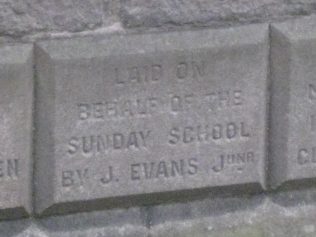 LAID ON
BEHALF OF THE
SUNDAY SCHOOL
BY J. EVANS JUNR